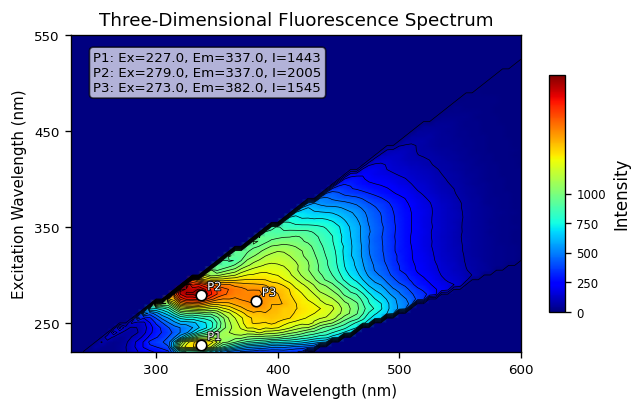 Three-Dimensional Fluorescence Spectrum
P1: Ex=227.0, Em=337.0, I=1443
P2: Ex=279.0, Em=337.0, I=2005
P3: Ex=273.0, Em=382.0, I=1545
550
450
350
250
Excitation Wavelength (nm)
P2
P3
P1
300
400
500
600
Emission Wavelength (nm)
1000
750
500
250
0
Intensity